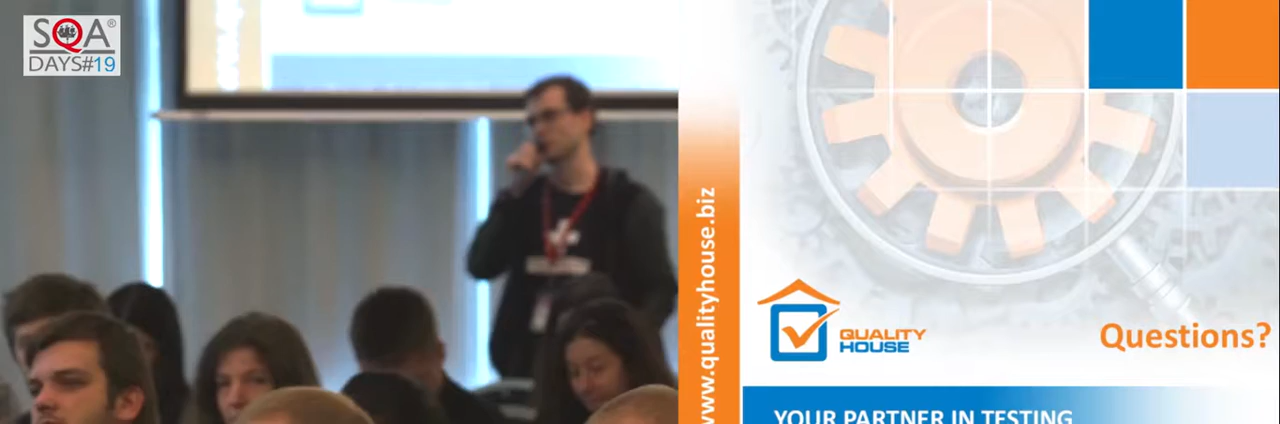 SQA®
DAYS#19
www.qualityhouse.biz
QUALITY
HOUSE
Questions?
YOUR PARTNER IN TESTING